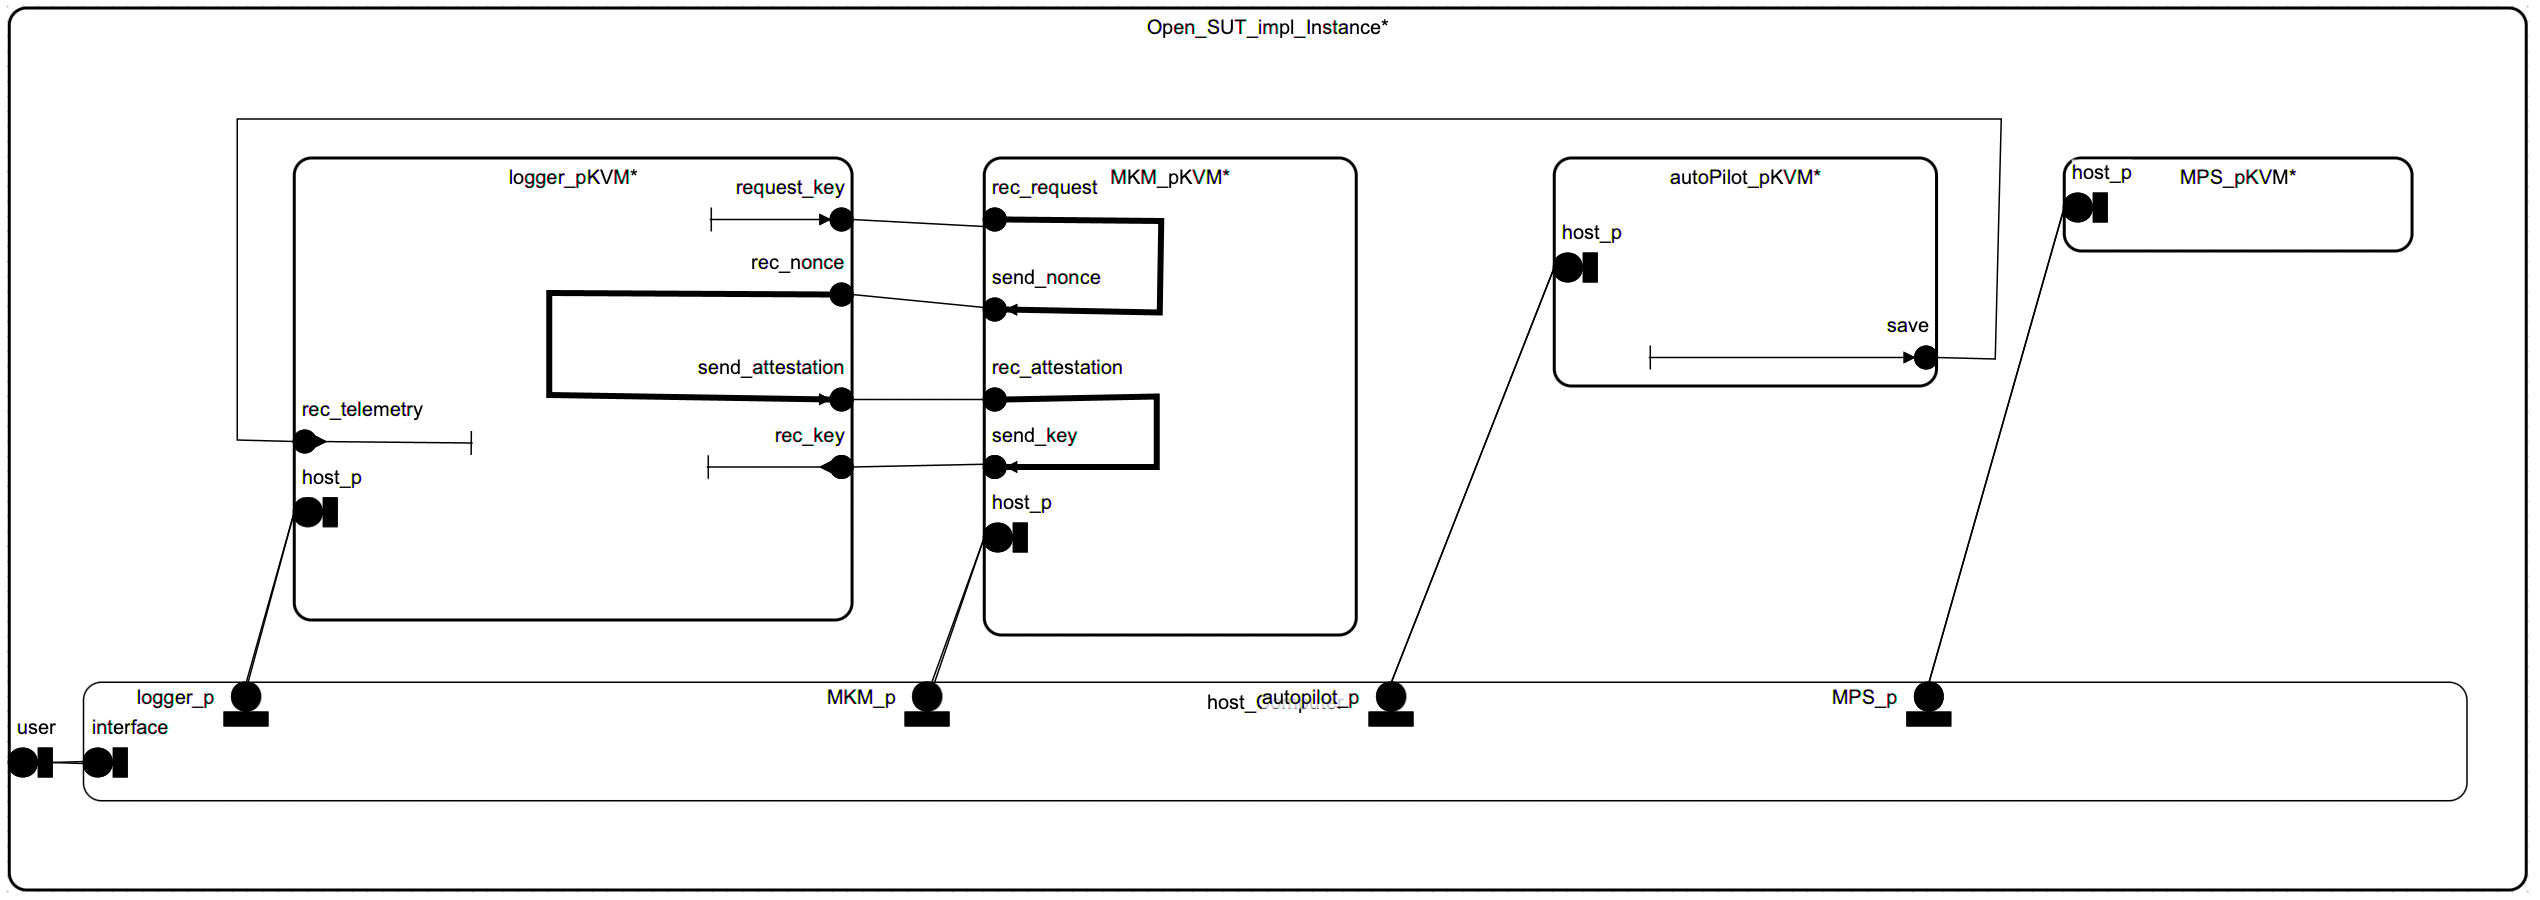 Open_SUT_impl_Instance*
logger_pKVM*
request_key
rec_nonce
send_attestation
rec_telemetry
rec_key
host_p
MKM_pKVM*
rec_request
send_nonce
rec_attestation
send_key
host_p
autoPilot_pKVM*
host_p
save
host_p
MPS_pKVM*
logger_p
MKM_p
host_
autopilot_p
MPS_p
user
interface